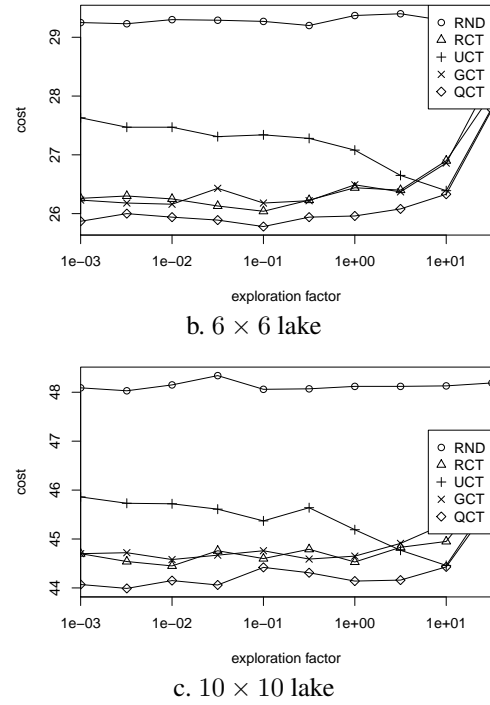 29
28
27
26
cost
RND
RCT
UCT
GCT
QCT
1e−03
1e−02
1e−01
1e+00
1e+01
exploration factor
b. 6 × 6 lake
48
47
46
45
44
cost
RND
RCT
UCT
GCT
QCT
1e−03
1e−02
1e−01
1e+00
1e+01
exploration factor
c. 10 × 10 lake